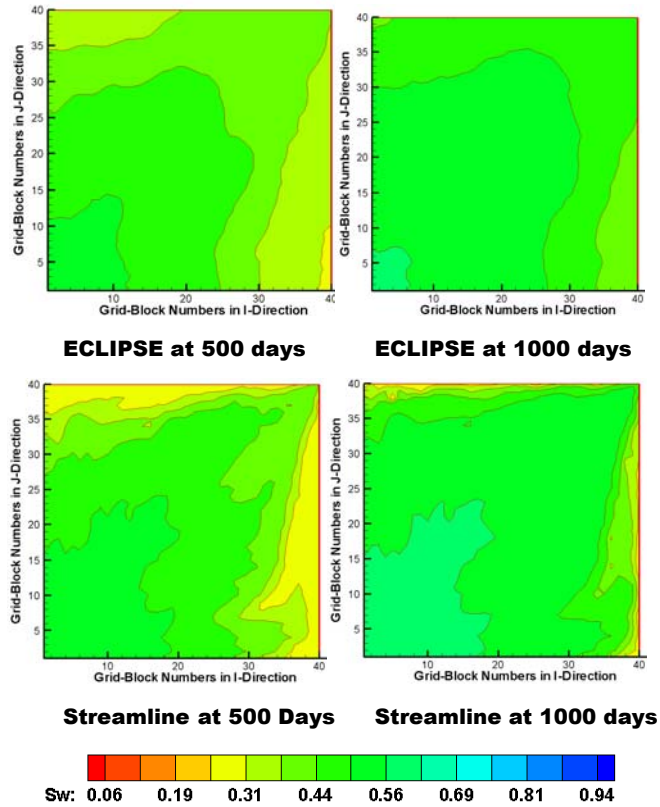 Grid-Block Numbers in J-Direction
40
35
30
25
20
15
10
5
10 20 30 40
Grid-Block Numbers in I-Direction
ECLIPSE at 500 days
Grid-Block Numbers in J-Direction
40
35
30
25
20
15
10
5
10 20 30 40
Grid-Block Numbers in I-Direction
ECLIPSE at 1000 days
Grid-Block Numbers in J-Direction
40
35
30
25
20
15
10
5
10 20 30 40
Grid-Block Numbers in I-Direction
Streamline at 500 Days
Grid-Block Numbers in J-Direction
40
35
30
25
20
15
10
5
10 20 30 40
Grid-Block Numbers in I-Direction
Streamline at 1000 days
Sw: 0.06 0.19 0.31 0.44 0.56 0.69 0.81 0.94